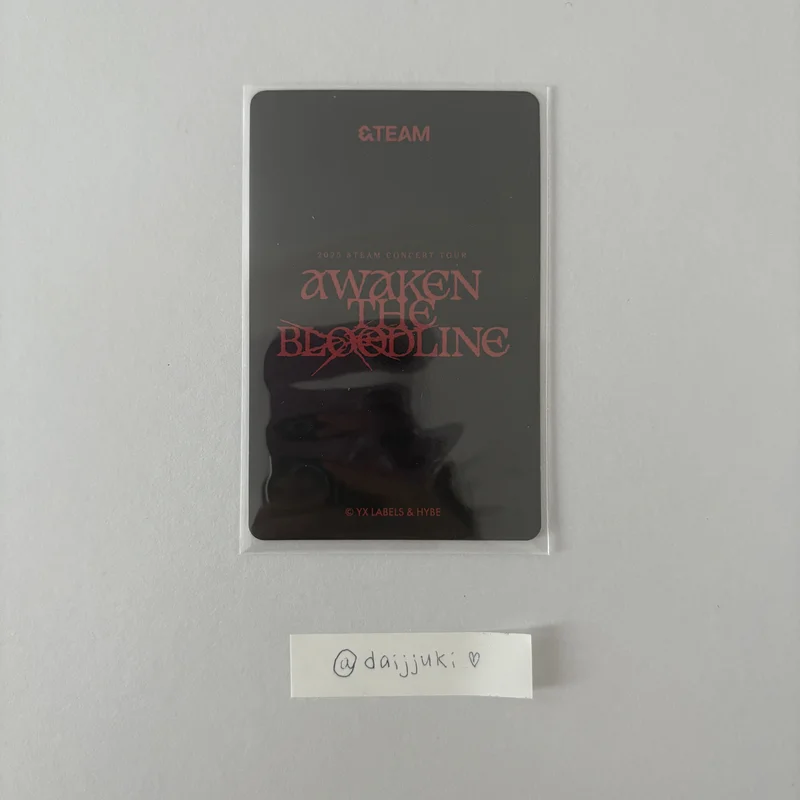 &TEAM
2025 &TEAM CONCERT TOUR
AWAKEN
THE
BLOODLINE
© YX LABELS & HYBE
@daijjuki ♡